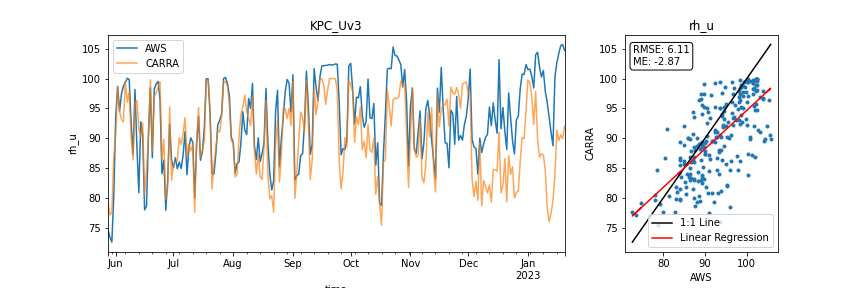 KPC_Uv3
AWS
CARRA
rh_u
105
100
95
90
85
80
75
Jun
Jul
Aug
Sep
Oct
Nov
Dec
Jan
2023
time
rh_u
RMSE: 6.11
ME: -2.87
CARRA
105
100
95
90
85
80
75
1:1 Line
Linear Regression
80
90
100
AWS